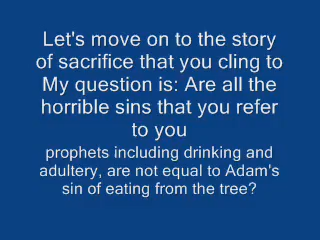 Let's move on to the story
of sacrifice that you cling to
My question is: Are all the
horrible sins that you refer
to you
prophets including drinking and
adultery, are not equal to Adam's
sin of eating from the tree?